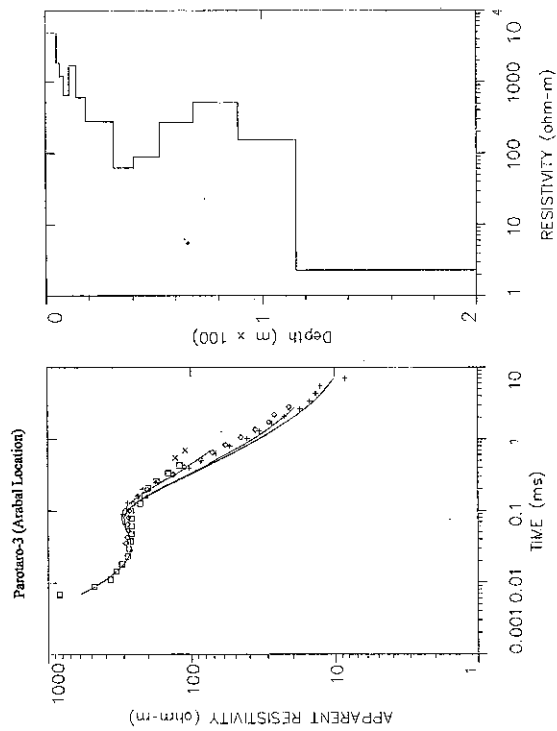 Parotaro-3 (Arabal Location)
1000
100
10
1
APPARENT RESISTIVITY (ohm-m)
0.001 0.01 0.1 1 10
TIME (ms)
0
1
2
Depth (m x 100)
1 10 100 1000 10 4
RESISTIVITY (ohm-m)